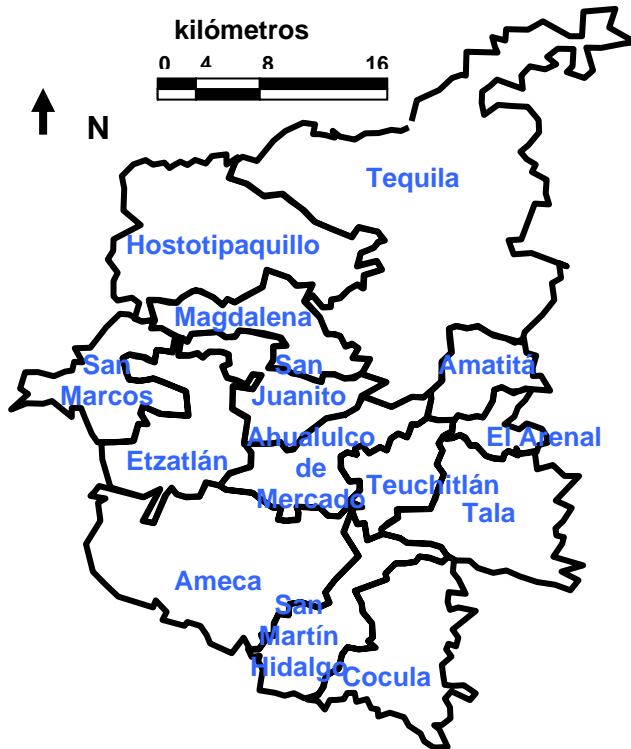 kilómetros
0 4 8 16
N
Tequila
Hostotipaquillo
Magdalena
San
Marcos
San
Juanito
Amatitá
Etzatlán
Ahualulco
de
Mercado
El Arenal
Teuchitlán
Tala
Ameca
San
Martín
Hidalgo
Cocula